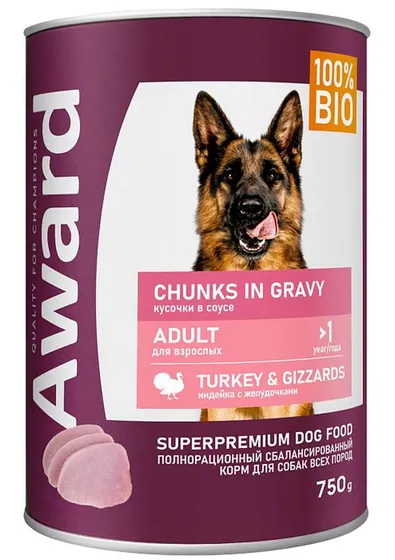 Award
QUALITY FOR CHAMPIONS
100%
BIO
CHUNKS IN GRAVY
кусочки в соусе
ADULT
для взрослых
>1
year/года
TURKEY & GIZZARDS
индейка с желудочками
SUPERPREMIUM DOG FOOD
ПОЛНОРАЦИОННЫЙ СБАЛАНСИРОВАННЫЙ
КОРМ ДЛЯ СОБАК ВСЕХ ПОРОД
750g